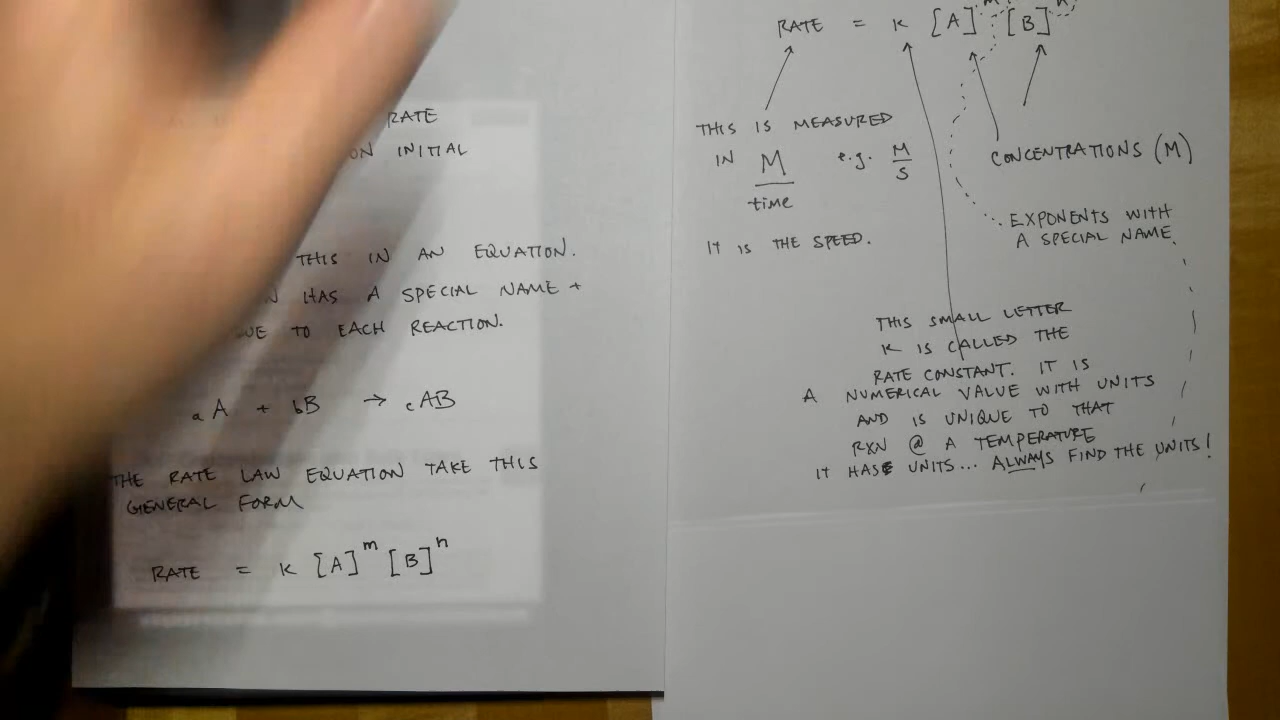 RATE
ON INITIAL
THIS IN AN EQUATION.
HAS A SPECIAL NAME +
UE TO EACH REACTION.
aA + bB → cAB
THE RATE LAW EQUATION TAKE THIS
GENERAL FORM
RATE = K [A]^m [B]^n
RATE = K [A] [B]
THIS IS MEASURED
IN M/time e.g. M/S
IT IS THE SPEED.
CONCENTRATIONS (M)
EXPONENTS WITH
A SPECIAL NAME.
THIS SMALL LETTER
K IS CALLED THE
RATE CONSTANT. IT IS
A NUMERICAL VALUE WITH UNITS
AND IS UNIQUE TO THAT
RXN @ A TEMPERATURE
IT HAS UNITS... ALWAYS FIND THE UNITS!